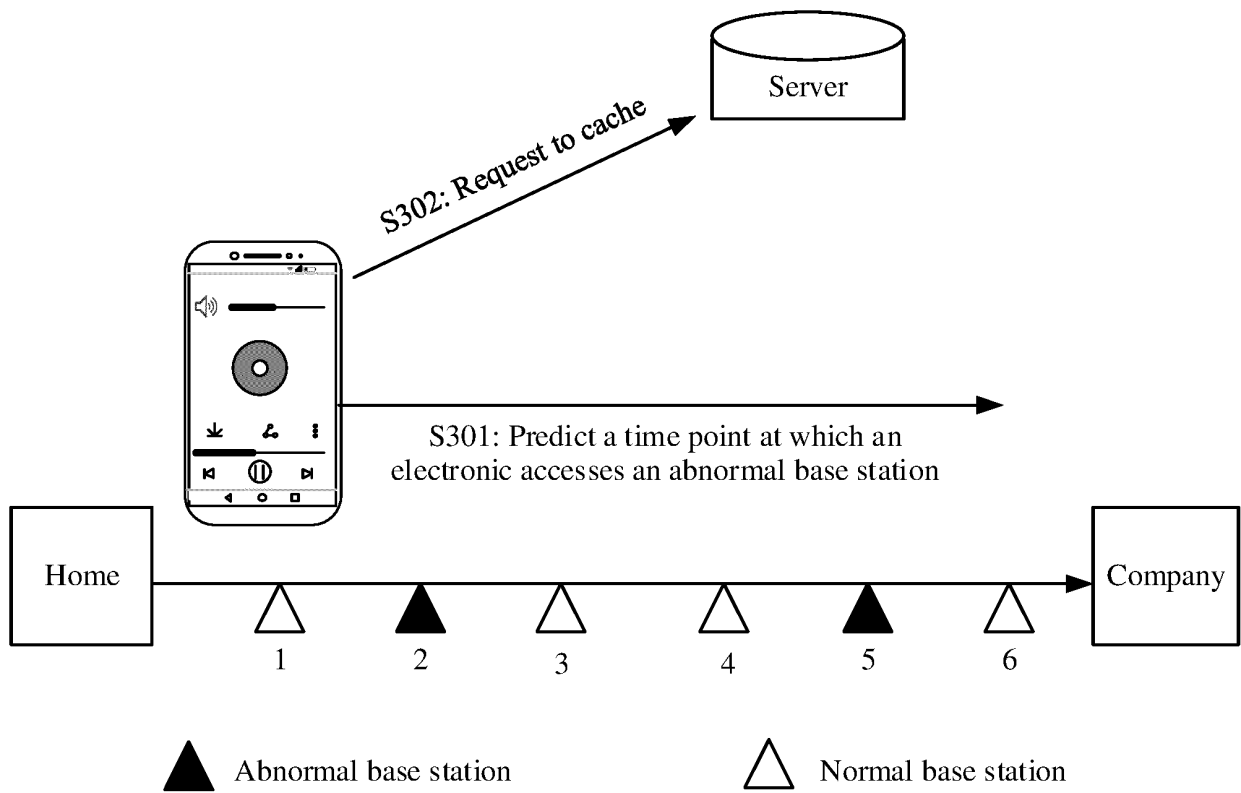 Server
S302: Request to cache
S301: Predict a time point at which an
electronic accesses an abnormal base station
Home
Company
1
2
3
4
5
6
Abnormal base station
Normal base station